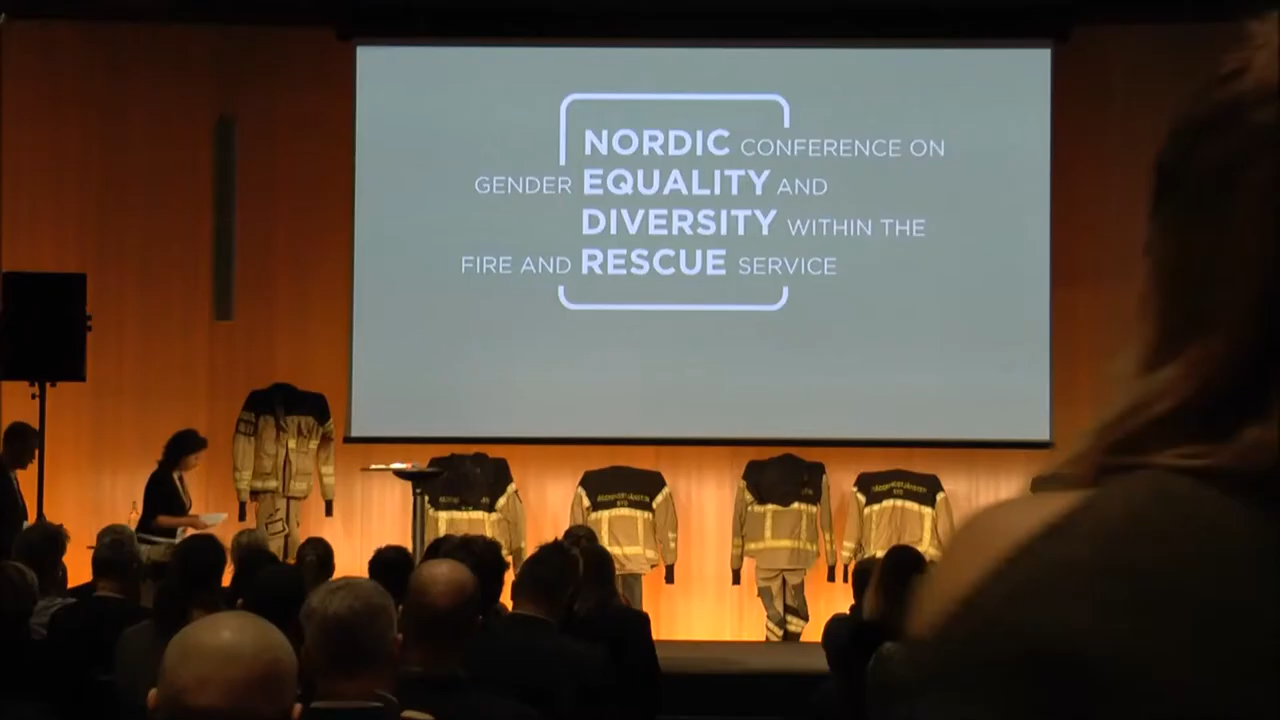 NORDIC CONFERENCE ON
GENDER EQUALITY AND
DIVERSITY WITHIN THE
FIRE AND RESCUE SERVICE